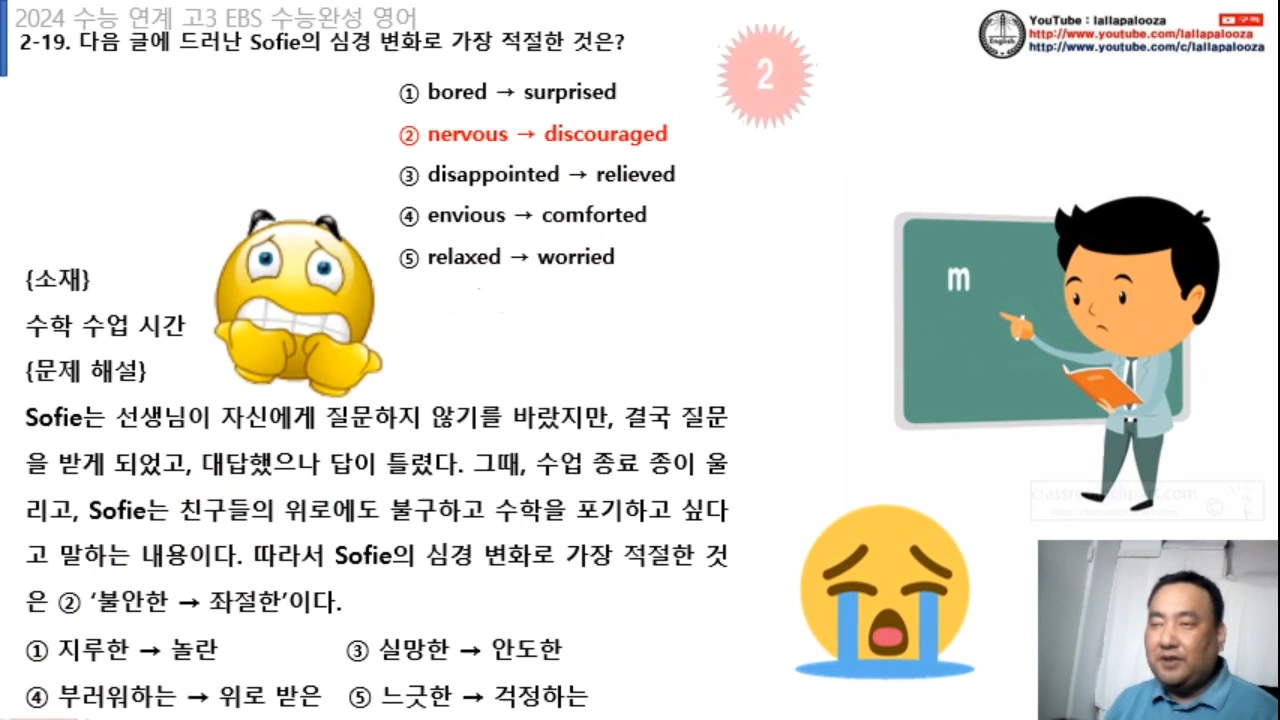 2024 수능 연계 고3 EBS 수능완성 영어
2-19. 다음 글에 드러난 Sofie의 심경 변화로 가장 적절한 것은?
YouTube : lallapalooza
구독
http://www.youtube.com/lallapalooza
http://www.youtube.com/c/lallapalooza
English
2
① bored → surprised
② nervous → discouraged
③ disappointed → relieved
④ envious → comforted
⑤ relaxed → worried
m
{소재}
수학 수업 시간
{문제 해설}
Sofie는 선생님이 자신에게 질문하지 않기를 바랐지만, 결국 질문
을 받게 되었고, 대답했으나 답이 틀렸다. 그때, 수업 종료 종이 울
리고, Sofie는 친구들의 위로에도 불구하고 수학을 포기하고 싶다
고 말하는 내용이다. 따라서 Sofie의 심경 변화로 가장 적절한 것
은 ② ‘불안한 → 좌절한’이다.
① 지루한 → 놀란 ③ 실망한 → 안도한
④ 부러워하는 → 위로 받은 ⑤ 느긋한 → 걱정하는